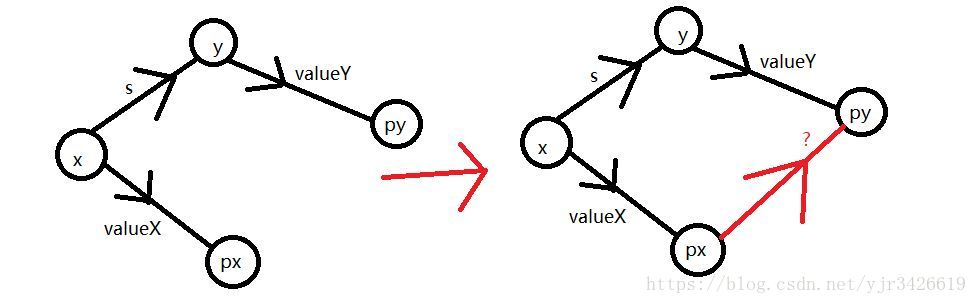 y
s
valueY
x
py
valueX
px
y
s
valueY
x
py
?
valueX
px
https://blog.csdn.net/yjr3426619